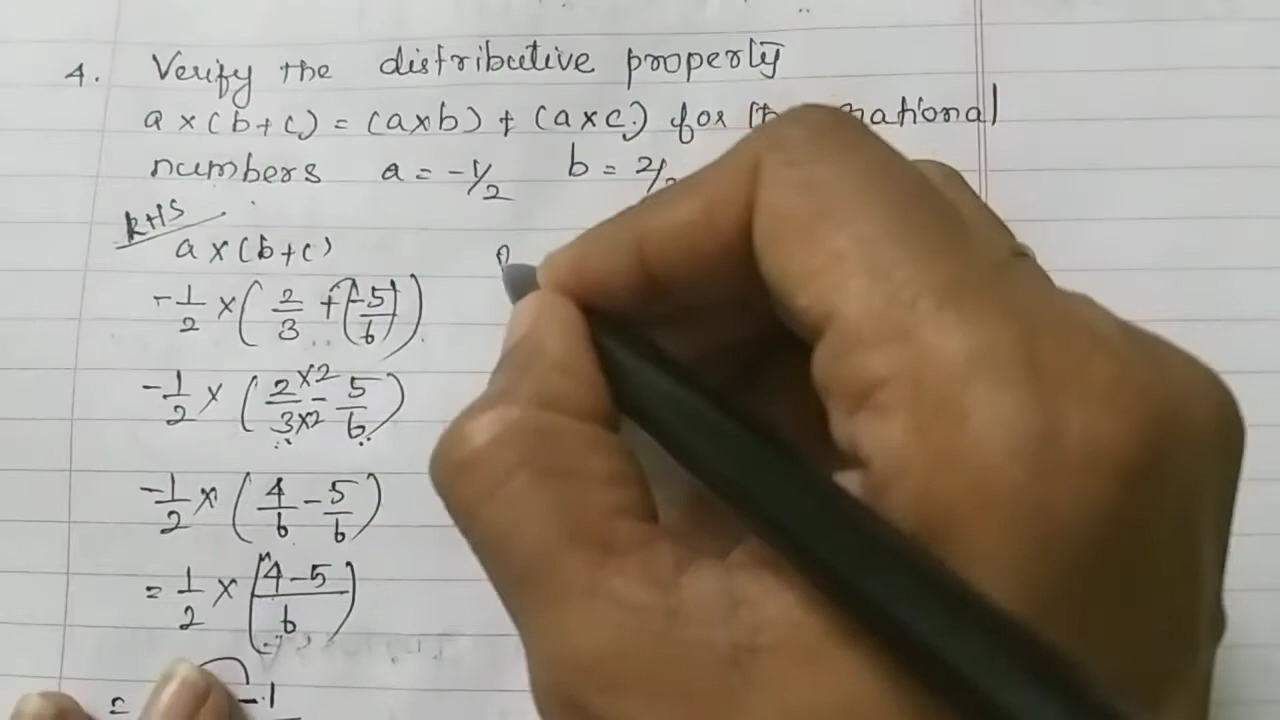 4. Verify the distributive property
a × (b+c) = (a×b) + (a×c) for rational
numbers a = -1/2 b = 2/
RHS
a × (b+c)
-1/2 × (2/3 + (-5/6))
-1/2 × (2×2/3×2 - 5/6)
-1/2 × (4/6 - 5/6)
= 1/2 × (4-5/6)
= -1